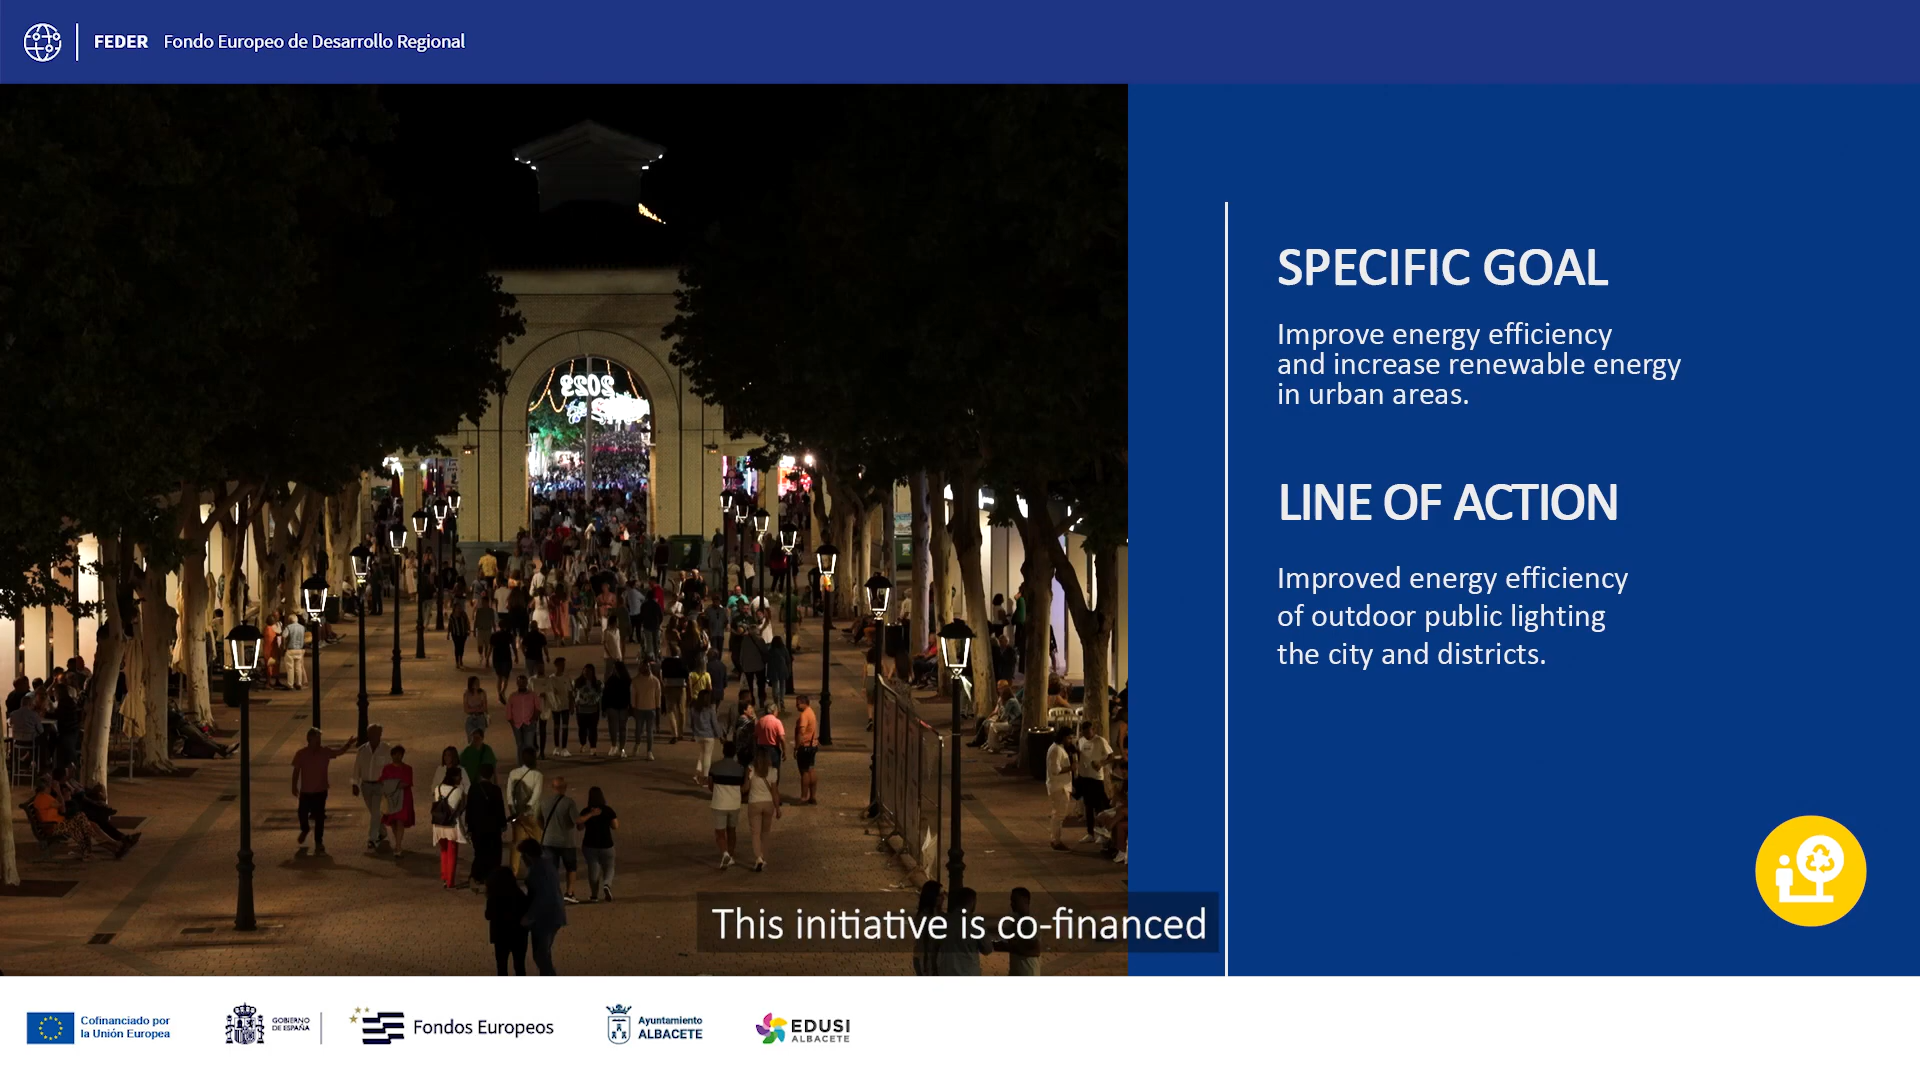 FEDER Fondo Europeo de Desarrollo Regional
2023
SPECIFIC GOAL
Improve energy efficiency
and increase renewable energy
in urban areas.
LINE OF ACTION
Improved energy efficiency
of outdoor public lighting
the city and districts.
This initiative is co-financed
Cofinanciado por
la Unión Europea
GOBIERNO
DE ESPAÑA
Fondos Europeos
Ayuntamiento
ALBACETE
EDUSI
ALBACETE